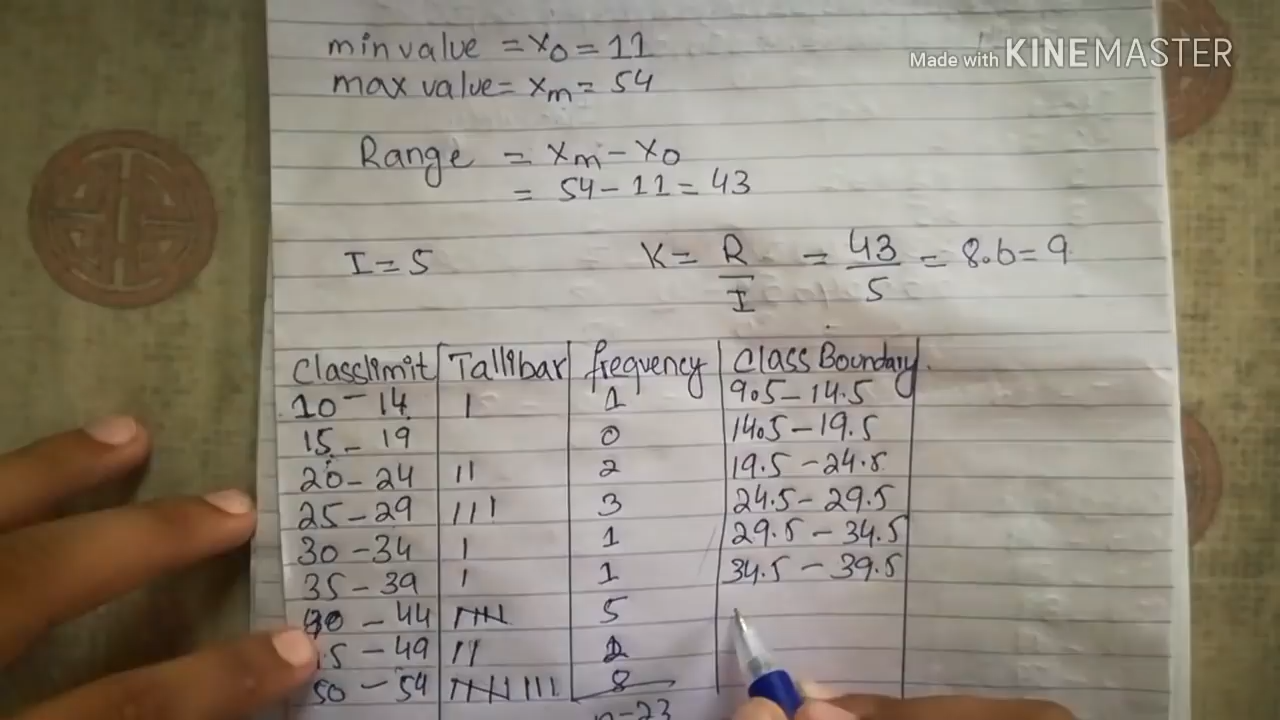 Made with KINEMASTER
min value = x0 = 11
max value = xm = 54
Range = xm - x0
= 54 - 11 = 43
I = 5 K = R/I = 43/5 = 8.6 = 9
Classlimit Tallibar frequency Class Boundary
10 - 14 | 1 9.5 - 14.5
15 - 19 0 14.5 - 19.5
20 - 24 || 2 19.5 - 24.5
25 - 29 ||| 3 24.5 - 29.5
30 - 34 | 1 29.5 - 34.5
35 - 39 | 1 34.5 - 39.5
40 - 44 |||| 5
5 - 49 || 2
50 - 54 |||| ||| 8
n - 23